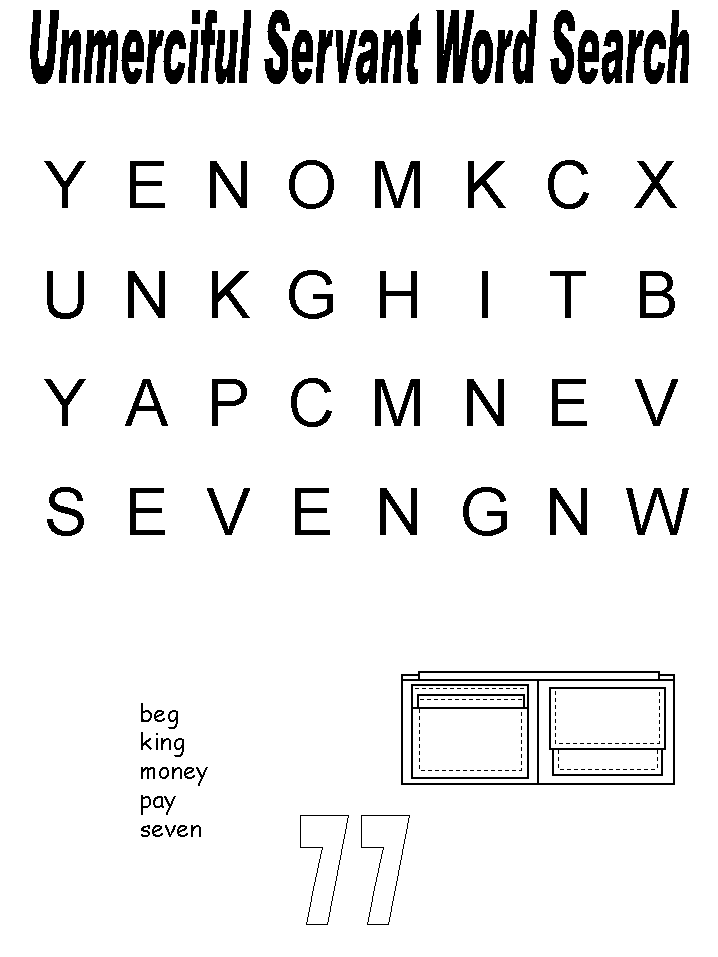 Unmerciful Servant Word Search
Y E N O M K C X
U N K G H I T B
Y A P C M N E V
S E V E N G N W
beg
king
money
pay
seven
77